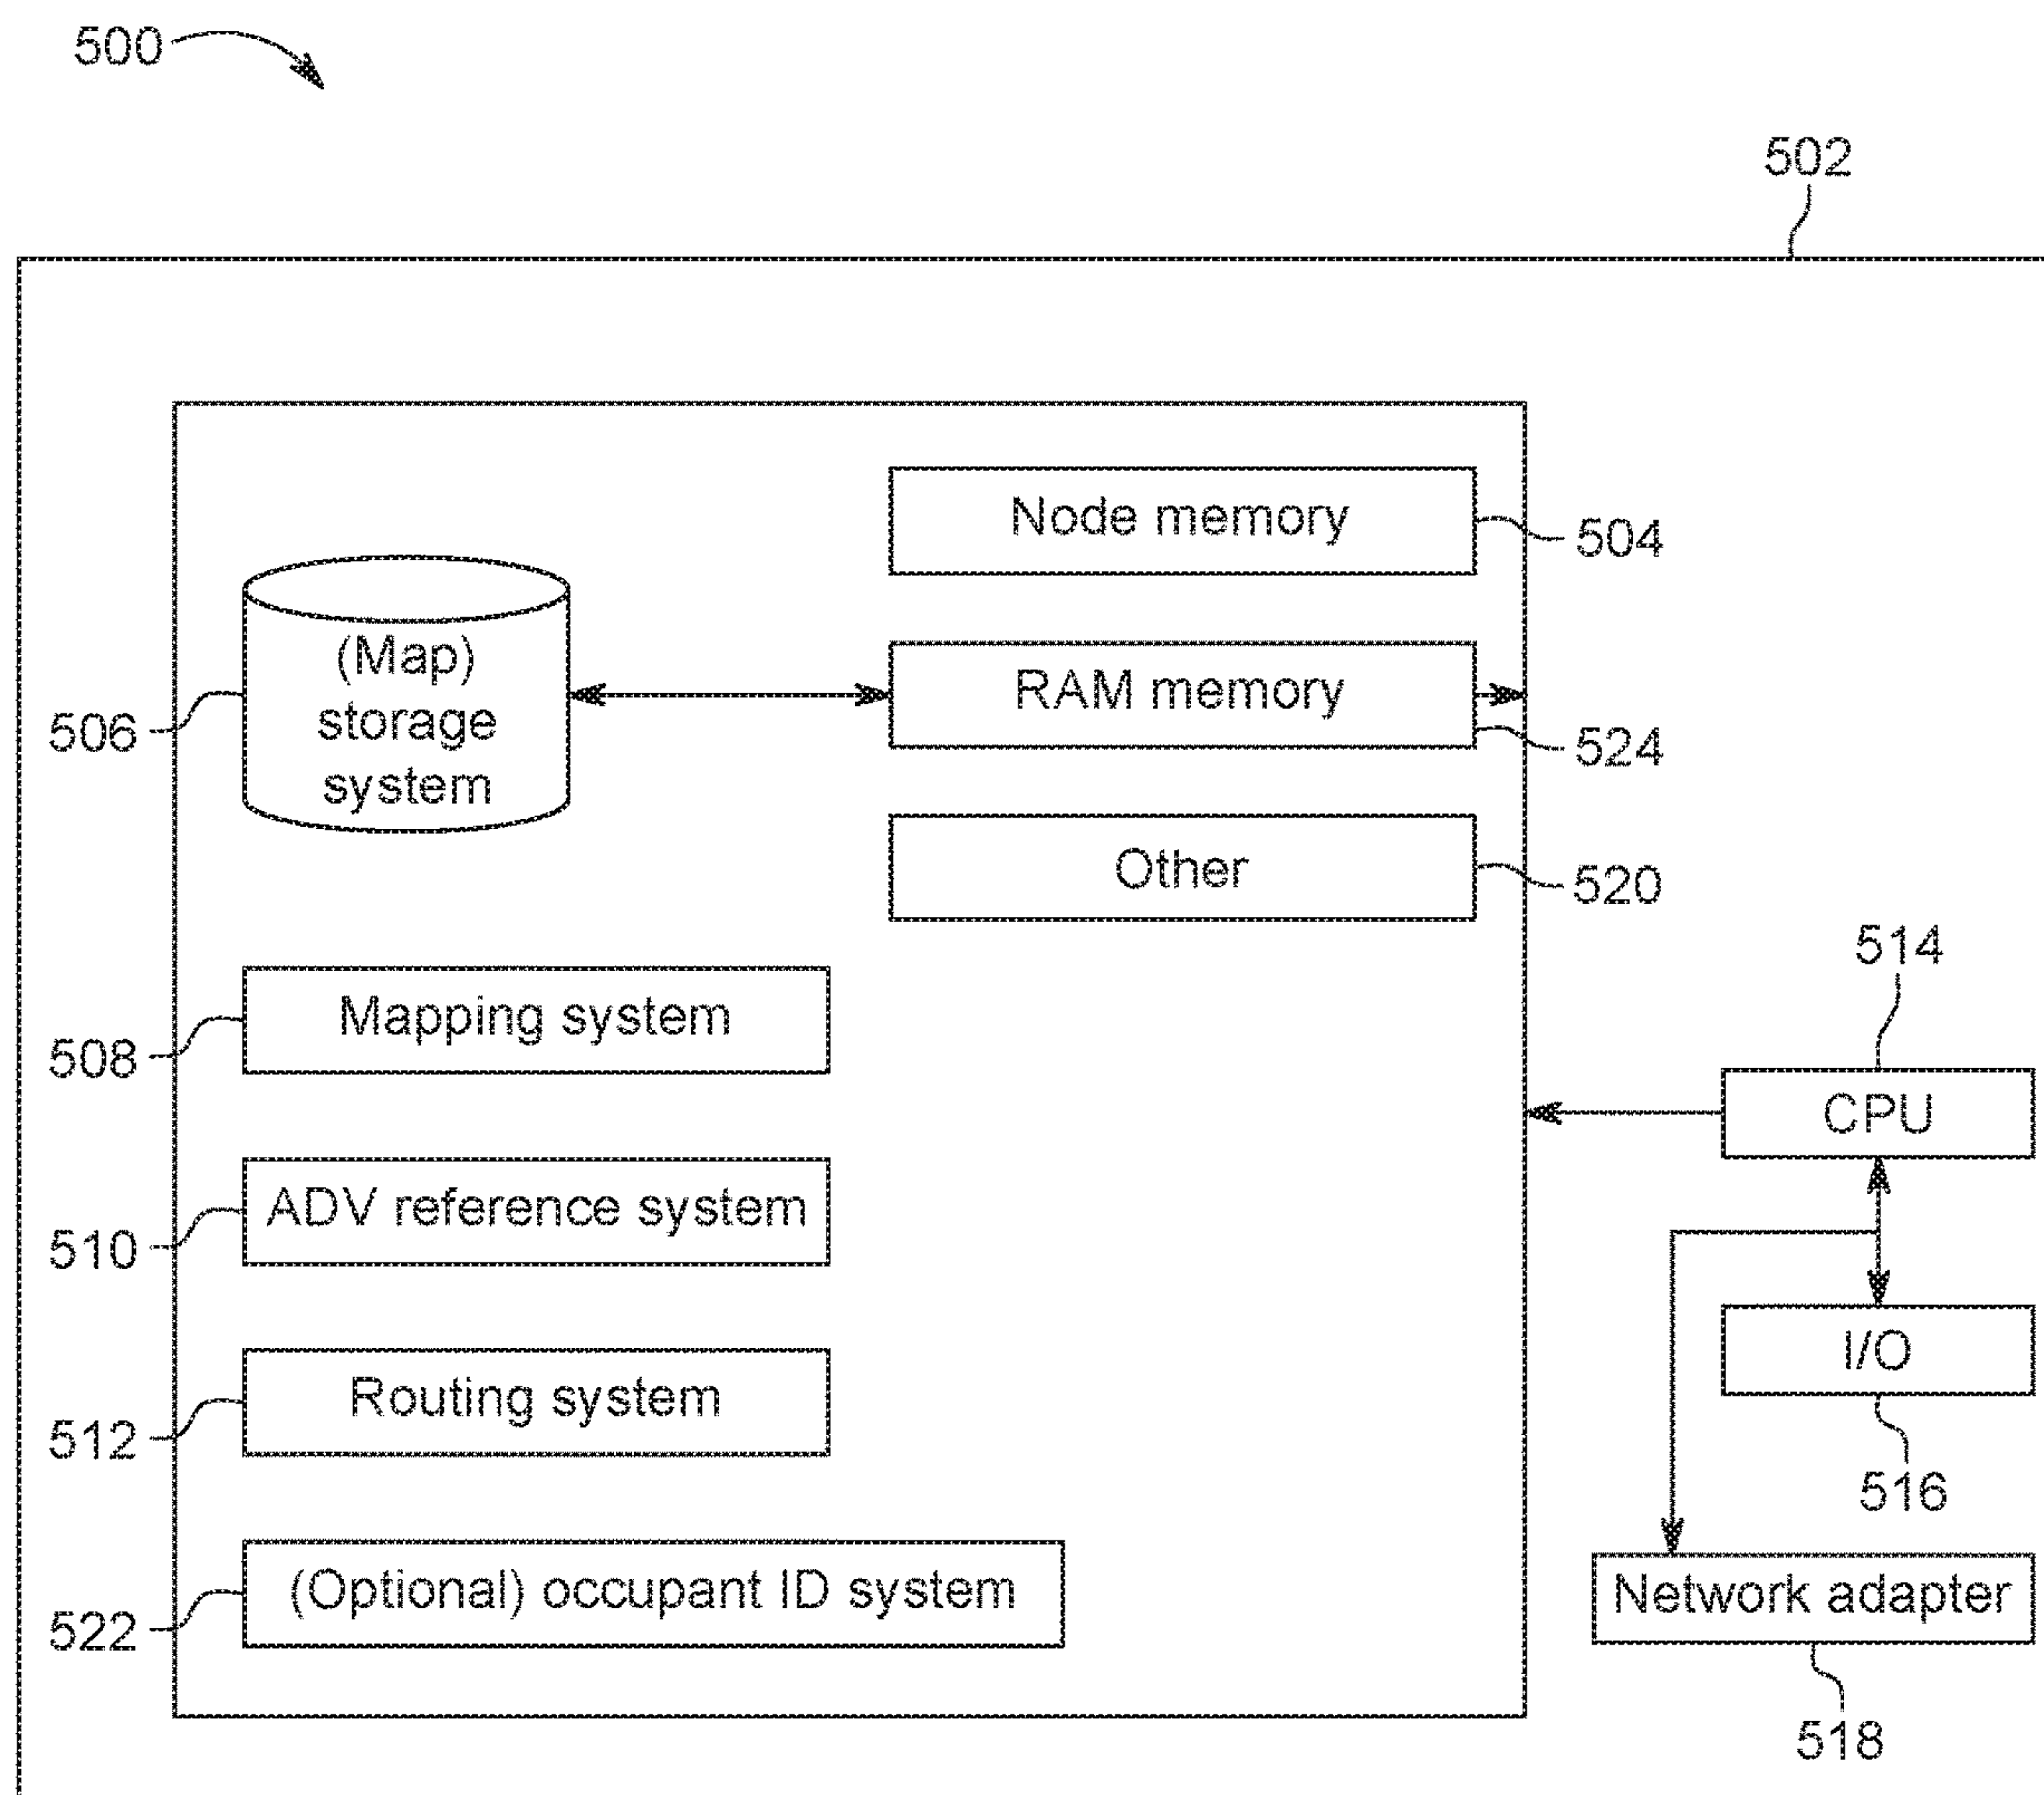 500
502
Node memory
504
(Map)
storage
system
506
RAM memory
524
Other
520
Mapping system
508
514
CPU
ADV reference system
510
I/O
516
Routing system
512
(Optional) occupant ID system
522
Network adapter
518